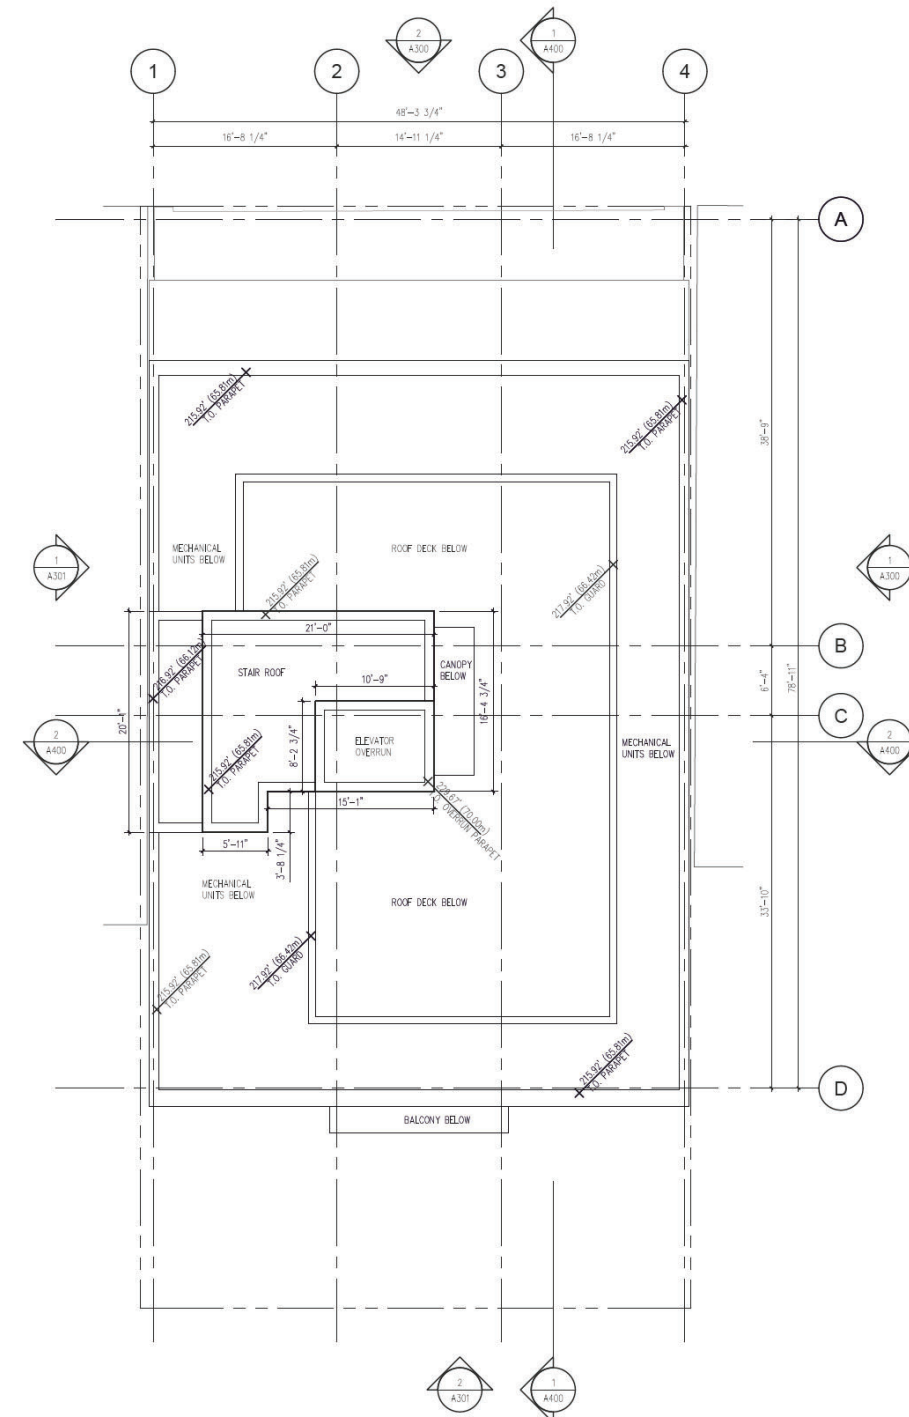 2
A300
1
A400
1
2
3
4
48'-3 3/4"
16'-8 1/4"
14'-11 1/4"
16'-8 1/4"
A
215.92' (65.81m)
T.O. PARAPET
215.92' (65.81m)
T.O. PARAPET
38'-9"
MECHANICAL
UNITS BELOW
ROOF DECK BELOW
1
A301
1
A300
215.92' (65.81m)
T.O. PARAPET
217.92' (66.42m)
T.O. GUARD
21'-0"
B
STAIR ROOF
CANOPY
BELOW
216.92' (66.12m)
T.O. PARAPET
10'-9"
6'-4"
78'-11"
16'-4 3/4"
20'-1"
C
2
A400
ELEVATOR
OVERRUN
8'-2 3/4"
MECHANICAL
UNITS BELOW
2
A400
215.92' (65.81m)
T.O. PARAPET
15'-1"
229.67' (70.00m)
T.O. OVERRUN PARAPET
5'-11"
3'-8 1/4"
MECHANICAL
UNITS BELOW
ROOF DECK BELOW
33'-10"
217.92' (66.42m)
T.O. GUARD
215.92' (65.81m)
T.O. PARAPET
215.92' (65.81m)
T.O. PARAPET
D
BALCONY BELOW
2
A301
1
A400